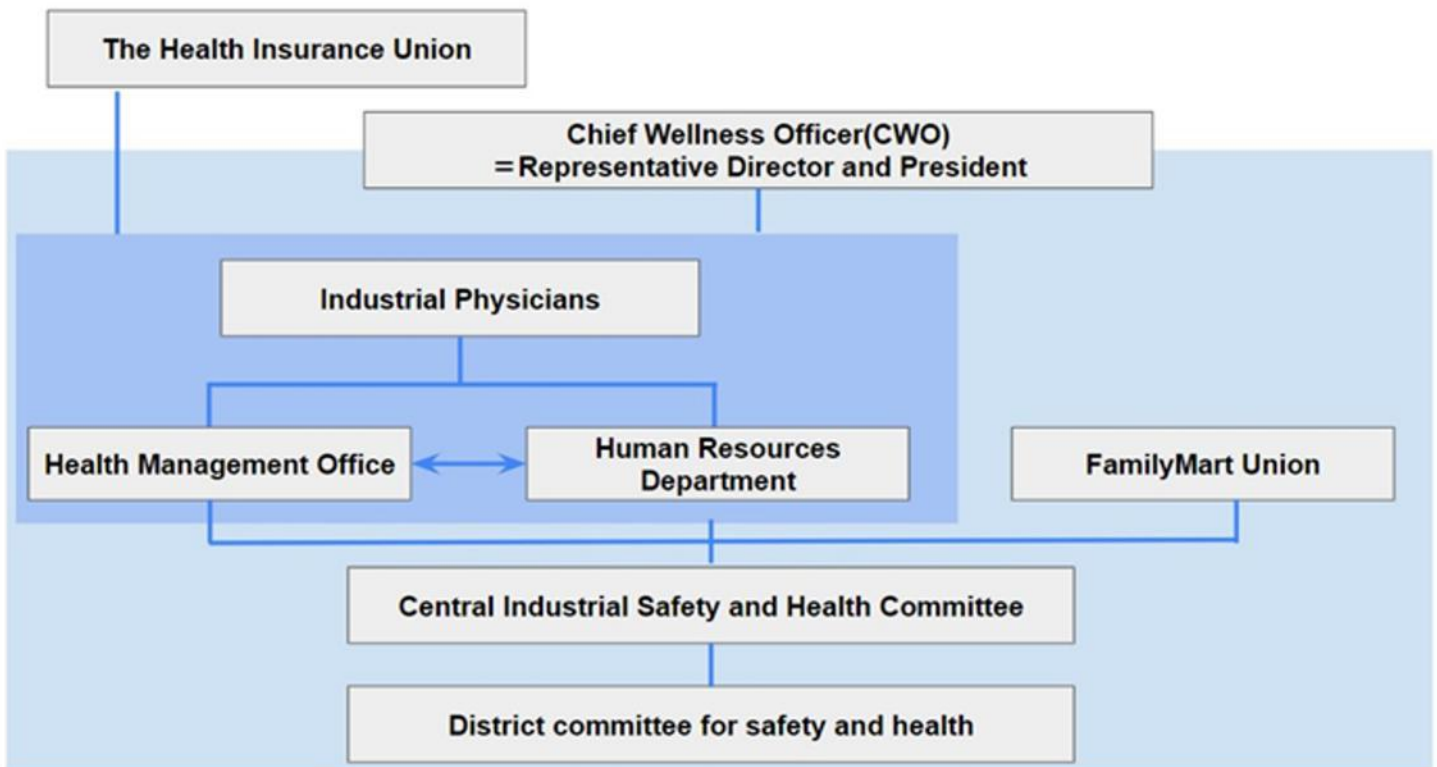 The Health Insurance Union
Chief Wellness Officer(CWO)
＝Representative Director and President
Industrial Physicians
Health Management Office
Human Resources
Department
FamilyMart Union
Central Industrial Safety and Health Committee
District committee for safety and health